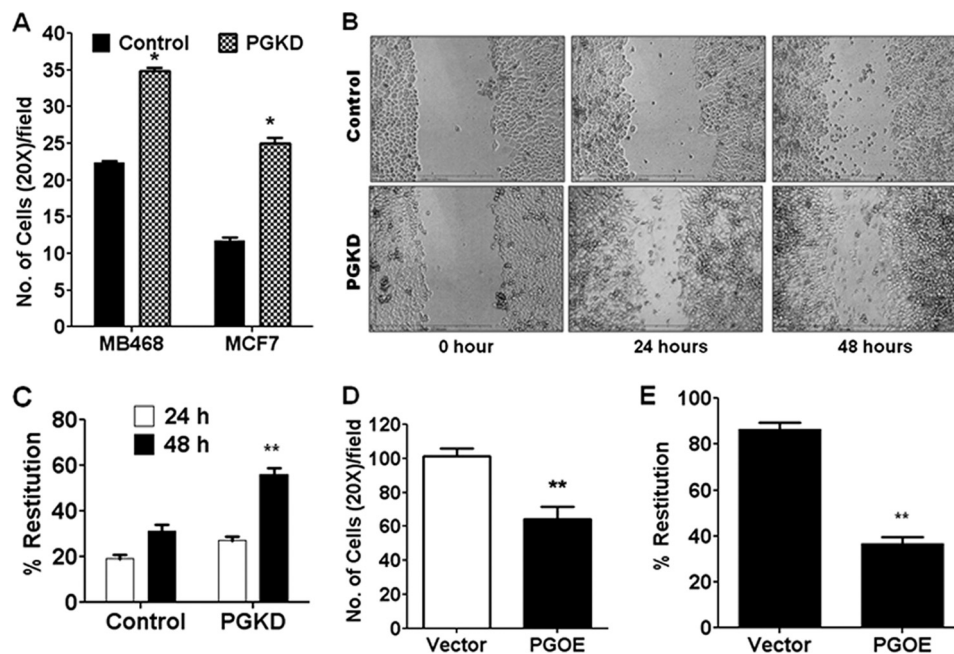 A
Control
PGKD
No. of Cells (20X)/field
40
35
30
25
20
15
10
5
0
*
*
MB468
MCF7
B
Control
PGKD
0 hour
24 hours
48 hours
C
24 h
48 h
% Restitution
80
60
40
20
0
**
Control
PGKD
D
No. of Cells (20X)/field
120
100
80
60
40
20
0
**
Vector
PGOE
E
% Restitution
100
80
60
40
20
0
**
Vector
PGOE